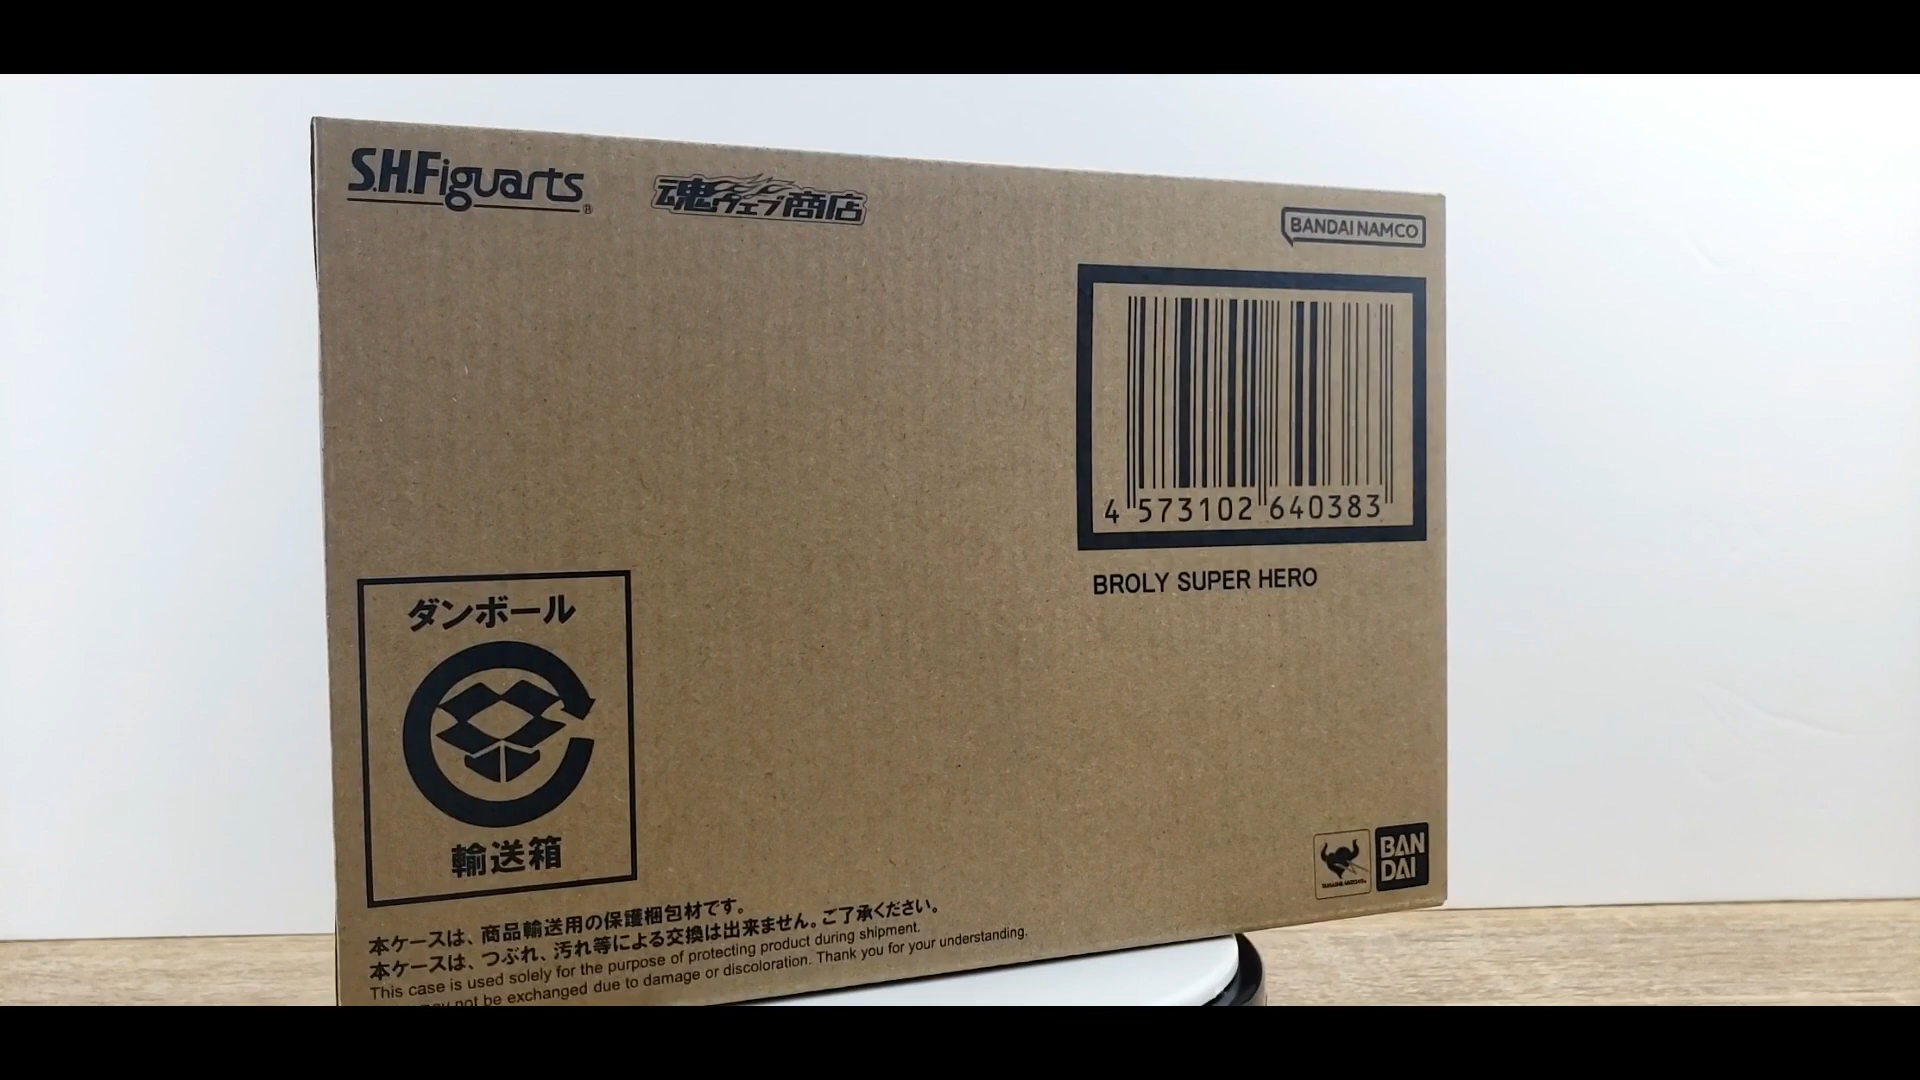 S.H.Figuarts®
魂ウェブ商店
BANDAI NAMCO
4 573102 640383
BROLY SUPER HERO
ダンボール
輸送箱
BAN
DAI
本ケースは、商品輸送用の保護梱包材です。
本ケースは、つぶれ、汚れ等による交換は出来ません。ご了承ください。
This case is used solely for the purpose of protecting product during shipment.
not be exchanged due to damage or discoloration. Thank you for your understanding.